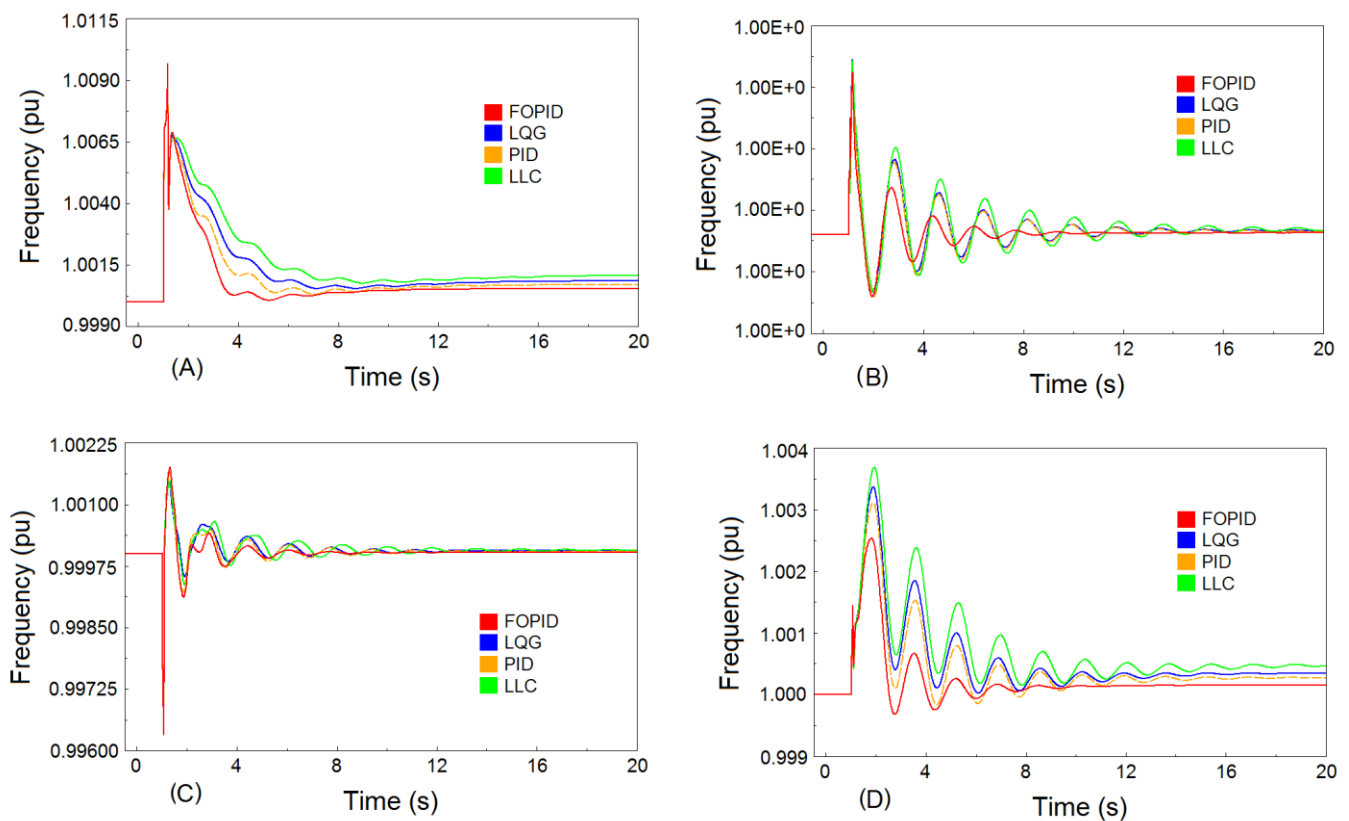 1.0115
1.0090
1.0065
1.0040
1.0015
0.9990
Frequency (pu)
FOPID
LQG
PID
LLC
0 4 8 12 16 20
(A) Time (s)
1.00E+0
1.00E+0
1.00E+0
1.00E+0
1.00E+0
1.00E+0
Frequency (pu)
FOPID
LQG
PID
LLC
0 4 8 12 16 20
(B) Time (s)
1.00225
1.00100
0.999975
0.99850
0.99725
0.99600
Frequency (pu)
FOPID
LQG
PID
LLC
0 4 8 12 16 20
(C) Time (s)
1.004
1.003
1.002
1.001
1.000
0.999
Frequency (pu)
FOPID
LQG
PID
LLC
0 4 8 12 16 20
(D) Time (s)